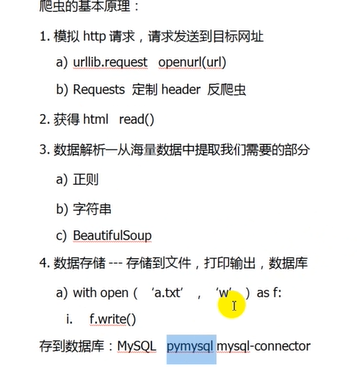 爬虫的基本原理：
1. 模拟 http 请求，请求发送到目标网址
a) urllib.request openurl(url)
b) Requests 定制 header 反爬虫
2. 获得 html read()
3. 数据解析一从海量数据中提取我们需要的部分
a) 正则
b) 字符串
c) BeautifulSoup
4. 数据存储 --- 存储到文件，打印输出，数据库
a) with open（ ‘a.txt’ ， ‘w’ ）as f:
i. f.write()
存到数据库：MySQL pymysql mysql-connector